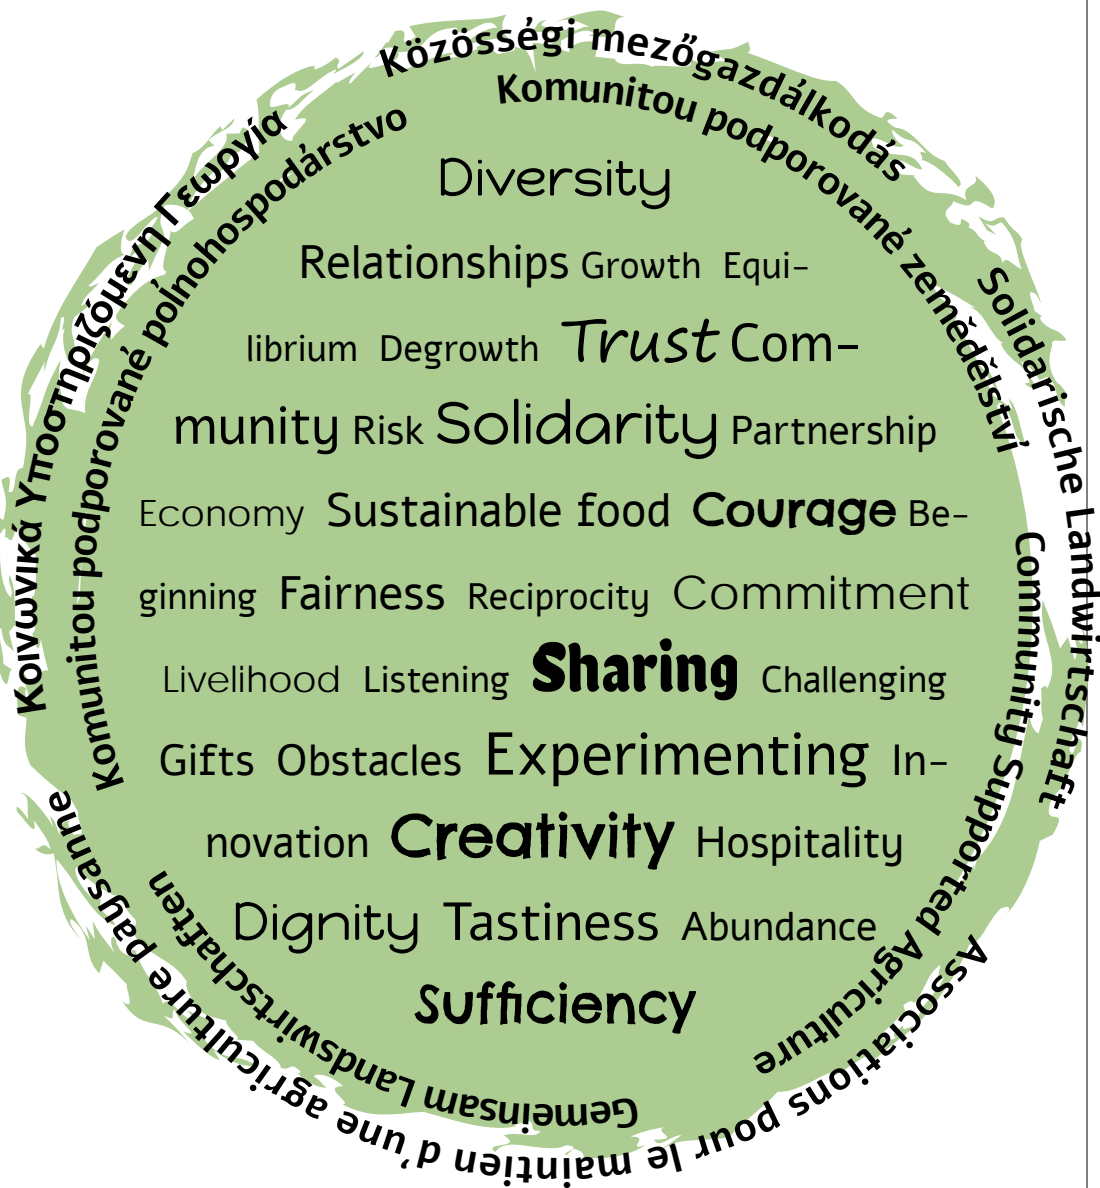 Közösségi mezőgazdálkodás
Komunitou podporované zemědělství
Solidarische Landwirtschaft
Community Supported Agriculture
Associations pour le maintien d'une agriculture paysanne
Gemeinsam Landswirtschaften
Κοινωνικά Υποστηριζόμενη Γεωργία
Komunitou podporované poľnohospodárstvo
Diversity
Relationships Growth Equi-
librium Degrowth Trust Com-
munity Risk Solidarity Partnership
Economy Sustainable food Courage Be-
ginning Fairness Reciprocity Commitment
Livelihood Listening Sharing Challenging
Gifts Obstacles Experimenting In-
novation Creativity Hospitality
Dignity Tastiness Abundance
Sufficiency